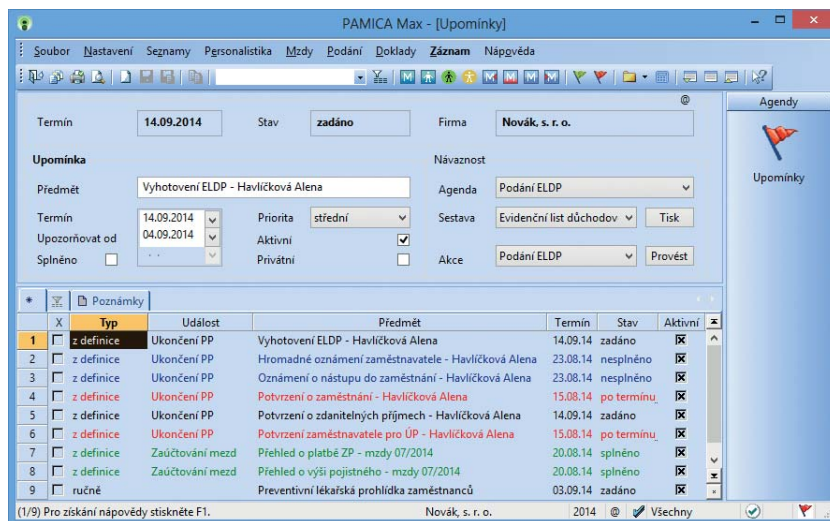 PAMICA Max - [Upomínky]
Soubor Nastavení Seznamy Personalistika Mzdy Podání Doklady Záznam Nápověda
@ Agendy
Termín 14.09.2014 Stav zadáno Firma Novák, s. r. o.
Upomínky
Upomínka Návaznost
Předmět Vyhotovení ELDP - Havlíčková Alena Agenda Podání ELDP
Termín 14.09.2014 Priorita střední Sestava Evidenční list důchodov Tisk
Upozorňovat od 04.09.2014 Aktivní
Splněno Privátní Akce Podání ELDP Provést
* Poznámky
X Typ Událost Předmět Termín Stav Aktivní
1 z definice Ukončení PP Vyhotovení ELDP - Havlíčková Alena 14.09.14 zadáno
2 z definice Ukončení PP Hromadné oznámení zaměstnavatele - Havlíčková Alena 23.08.14 nesplněno
3 z definice Ukončení PP Oznámení o nástupu do zaměstnání - Havlíčková Alena 23.08.14 nesplněno
4 z definice Ukončení PP Potvrzení o zaměstnání - Havlíčková Alena 15.08.14 po termínu
5 z definice Ukončení PP Potvrzení o zdanitelných příjmech - Havlíčková Alena 14.09.14 zadáno
6 z definice Ukončení PP Potvrzení zaměstnavatele pro ÚP - Havlíčková Alena 15.08.14 po termínu
7 z definice Zaúčtování mezd Přehled o platbě ZP - mzdy 07/2014 20.08.14 splněno
8 z definice Zaúčtování mezd Přehled o výši pojistného - mzdy 07/2014 20.08.14 splněno
9 ručně Preventivní lékařská prohlídka zaměstnanců 03.09.14 zadáno
(1/9) Pro získání nápovědy stiskněte F1. Novák, s. r. o. 2014 @ Všechny